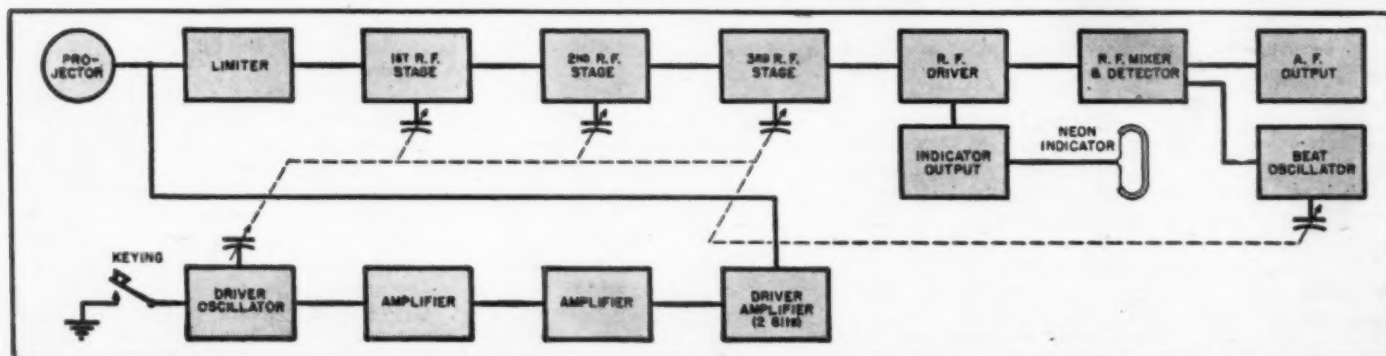 PRO-
JECTOR
LIMITER
1ST R. F.
STAGE
2ND R. F.
STAGE
3RD R. F.
STAGE
R. F.
DRIVER
R. F. MIXER
& DETECTOR
A. F.
OUTPUT
INDICATOR
OUTPUT
NEON
INDICATOR
BEAT
OSCILLATOR
KEYING
DRIVER
OSCILLATOR
AMPLIFIER
AMPLIFIER
DRIVER
AMPLIFIER
(2 811s)